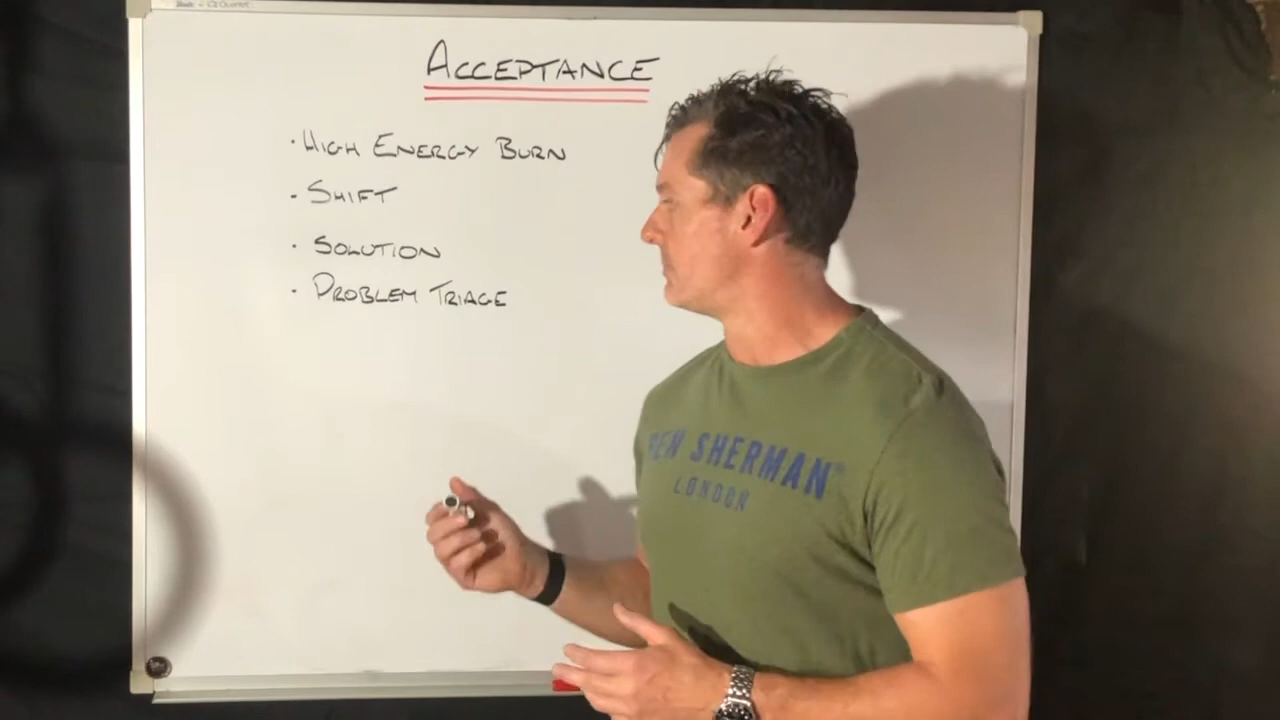 ACCEPTANCE
· HIGH ENERGY BURN
· SHIFT
· SOLUTION
· PROBLEM TRIAGE
BEN SHERMAN
LONDON